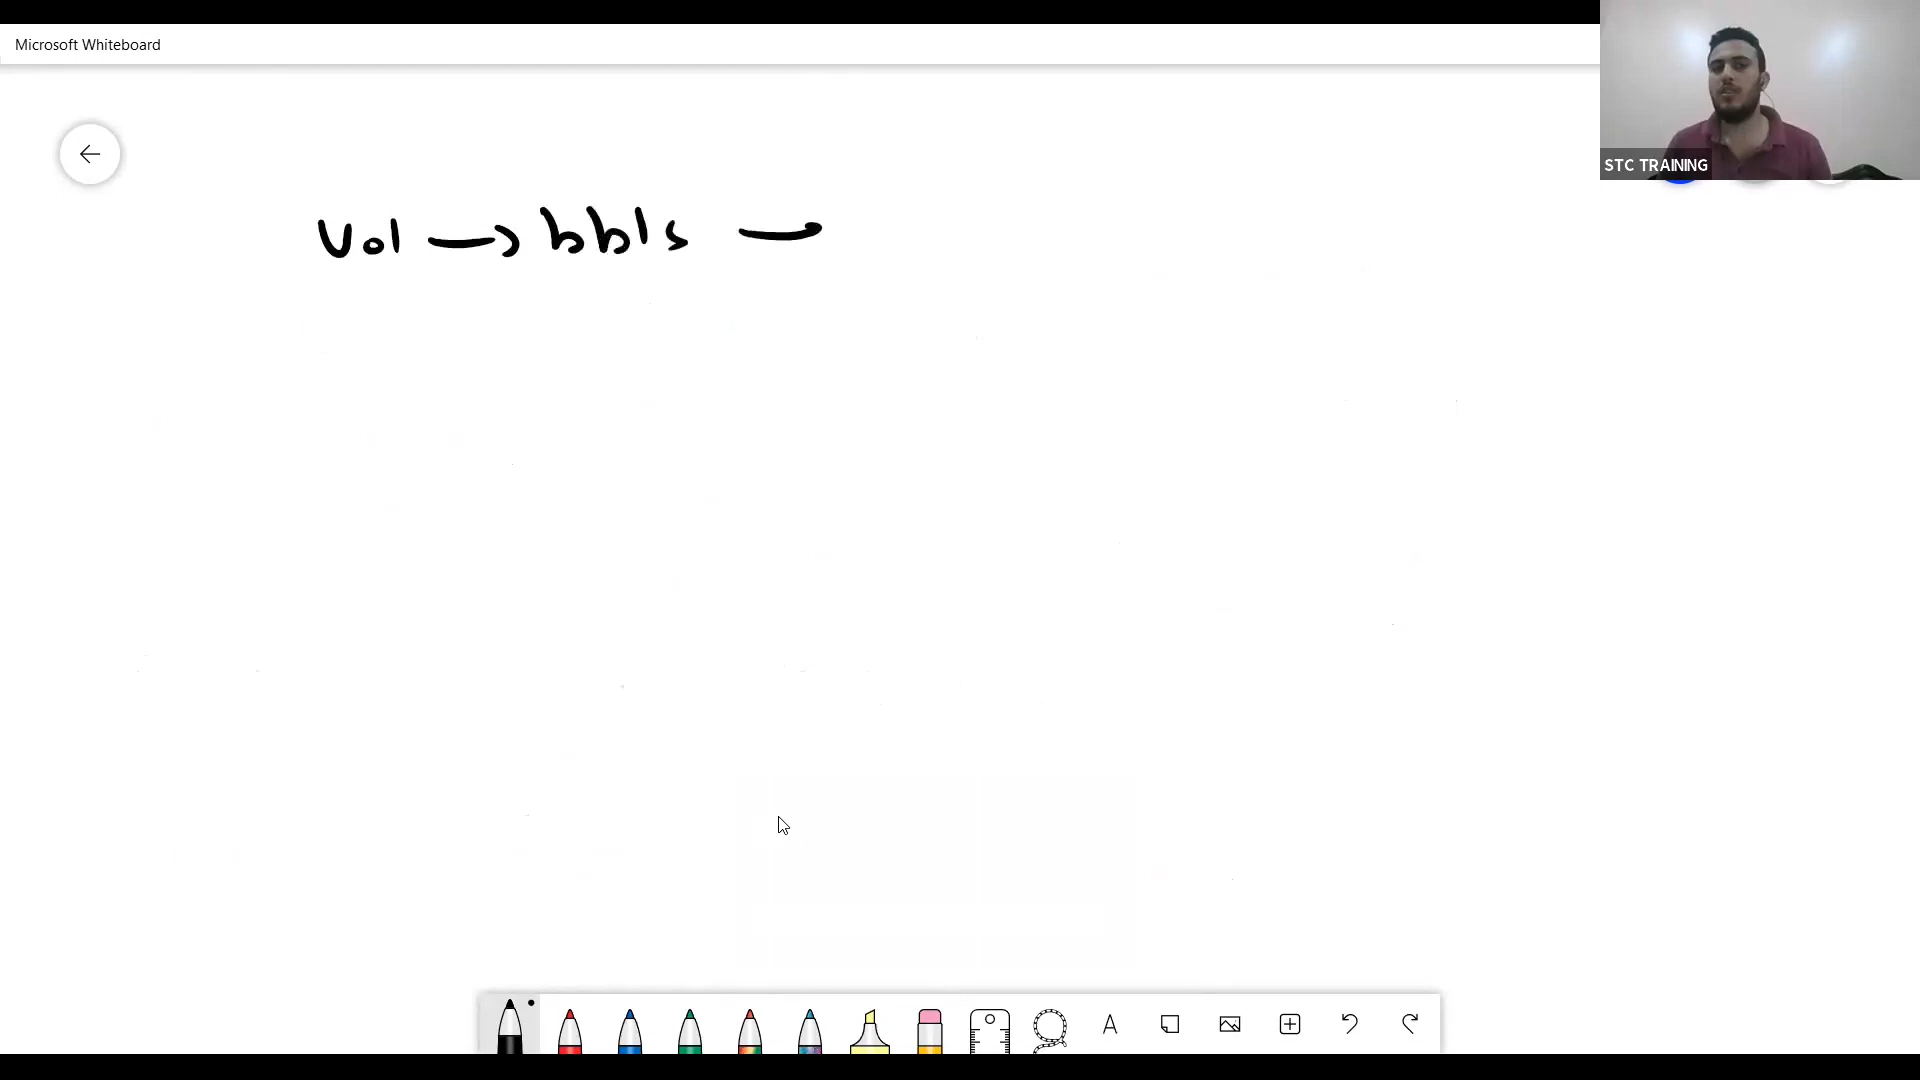 Microsoft Whiteboard
STC TRAINING
Vol → bbls —